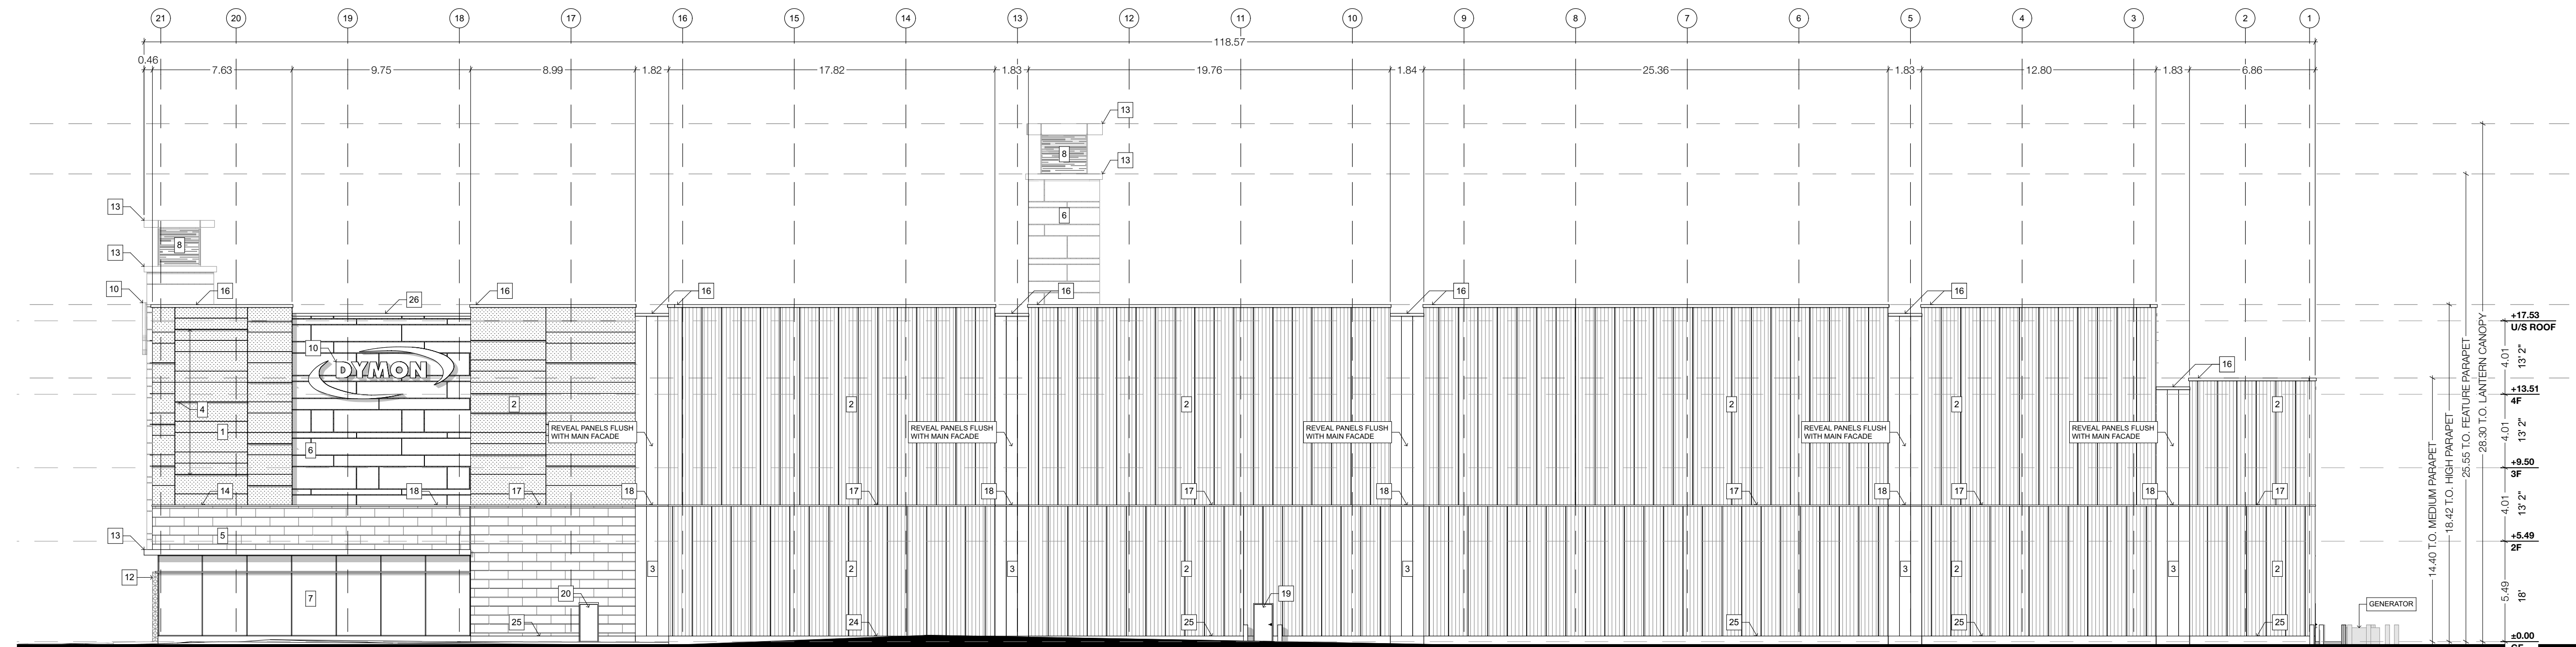 21 20 19 18 17 16 15 14 13 12 11 10 9 8 7 6 5 4 3 2 1
118.57
0.46
7.63 9.75 8.99 1.82 17.82 1.83 19.76 1.84 25.36 1.83 12.80 1.83 6.86
13
8
13
13
6
8
13
10 16 26 16 16 16 16 16 16
+17.53
U/S ROOF
10
DYMON
16
4.01
13' 2"
+13.51
4F
4 2 2 2 2 2 2
1
REVEAL PANELS FLUSH
WITH MAIN FACADE
REVEAL PANELS FLUSH
WITH MAIN FACADE
REVEAL PANELS FLUSH
WITH MAIN FACADE
REVEAL PANELS FLUSH
WITH MAIN FACADE
REVEAL PANELS FLUSH
WITH MAIN FACADE
6
4.01
13' 2"
+9.50
3F
14 18 17 18 17 18 17 18 17 18 17 18 17
4.01
13' 2"
13 5
+5.49
2F
12
7
3 2 3 2 3 2 3 2 3 2
20 19
5.49
18'
GENERATOR
25 24 25 25 25 25
±0.00
14.40 T.O. MEDIUM PARAPET
18.42 T.O. HIGH PARAPET
25.55 T.O. FEATURE PARAPET
28.30 T.O. LANTERN CANOPY